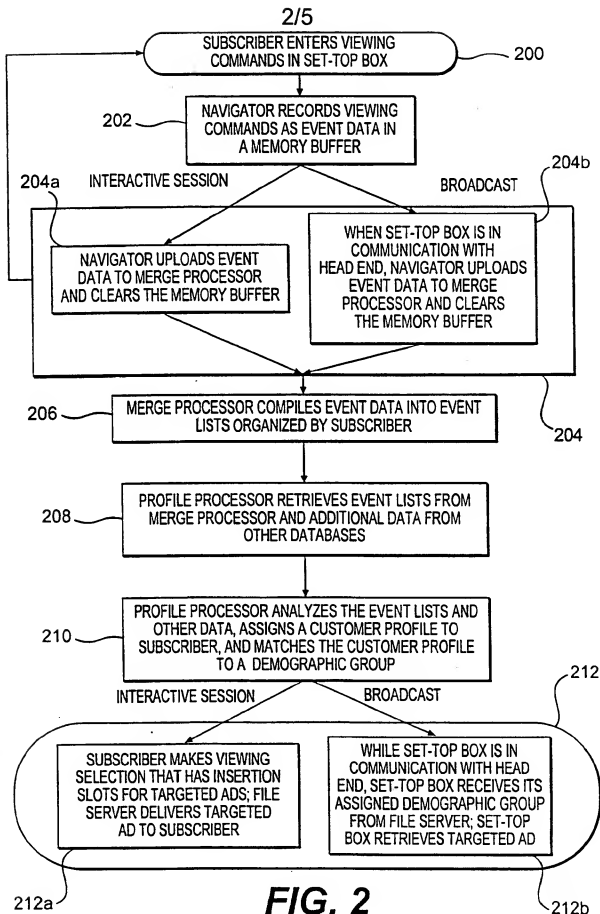 2/5
SUBSCRIBER ENTERS VIEWING
COMMANDS IN SET-TOP BOX
200
202
NAVIGATOR RECORDS VIEWING
COMMANDS AS EVENT DATA IN
A MEMORY BUFFER
204a
INTERACTIVE SESSION
BROADCAST
204b
NAVIGATOR UPLOADS EVENT
DATA TO MERGE PROCESSOR
AND CLEARS THE MEMORY BUFFER
WHEN SET-TOP BOX IS IN
COMMUNICATION WITH
HEAD END, NAVIGATOR UPLOADS
EVENT DATA TO MERGE
PROCESSOR AND CLEARS
THE MEMORY BUFFER
204
206
MERGE PROCESSOR COMPILES EVENT DATA INTO EVENT
LISTS ORGANIZED BY SUBSCRIBER
208
PROFILE PROCESSOR RETRIEVES EVENT LISTS FROM
MERGE PROCESSOR AND ADDITIONAL DATA FROM
OTHER DATABASES
210
PROFILE PROCESSOR ANALYZES THE EVENT LISTS AND
OTHER DATA, ASSIGNS A CUSTOMER PROFILE TO
SUBSCRIBER, AND MATCHES THE CUSTOMER PROFILE
TO A DEMOGRAPHIC GROUP
INTERACTIVE SESSION
BROADCAST
212
SUBSCRIBER MAKES VIEWING
SELECTION THAT HAS INSERTION
SLOTS FOR TARGETED ADS; FILE
SERVER DELIVERS TARGETED
AD TO SUBSCRIBER
WHILE SET-TOP BOX IS IN
COMMUNICATION WITH HEAD
END, SET-TOP BOX RECEIVES ITS
ASSIGNED DEMOGRAPHIC GROUP
FROM FILE SERVER; SET-TOP
BOX RETRIEVES TARGETED AD
212a
FIG. 2
212b